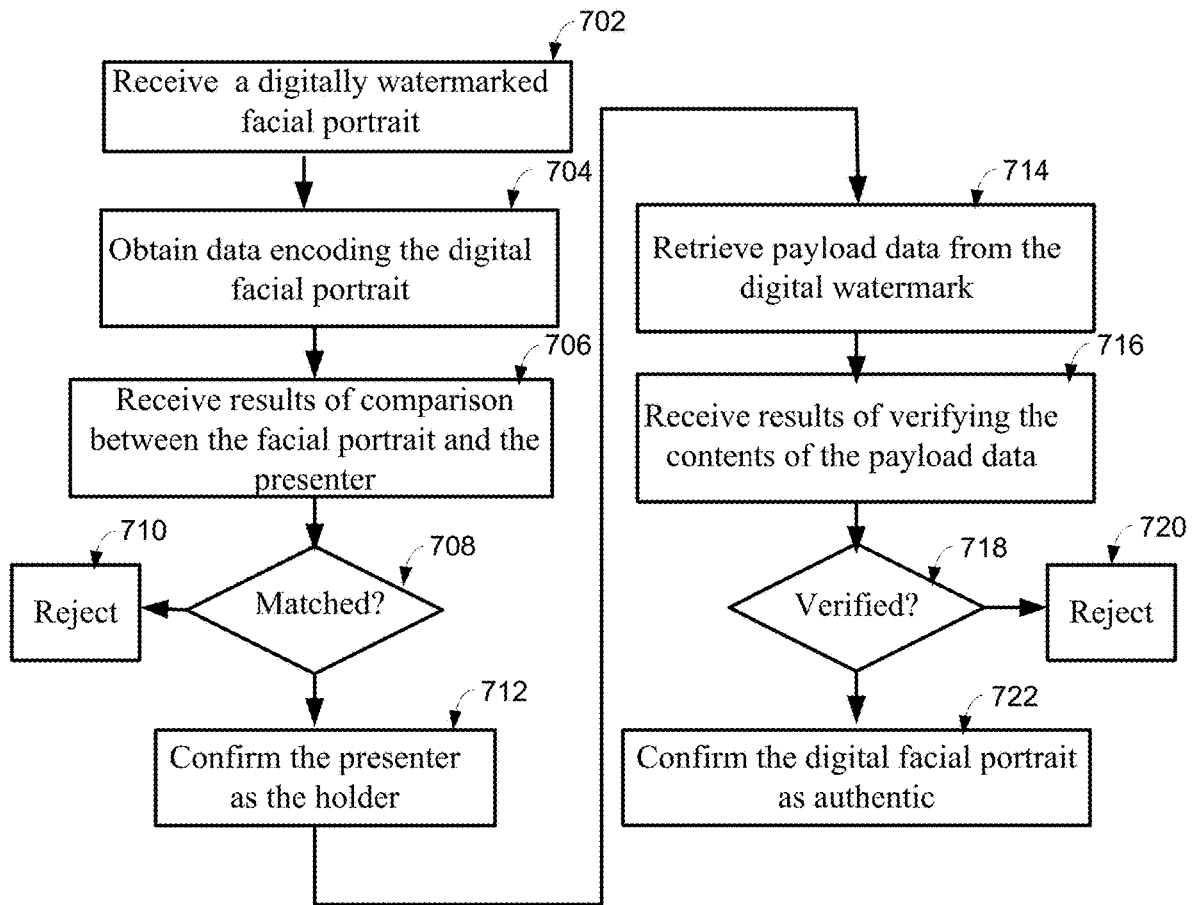 702
Receive a digitally watermarked
facial portrait
704
Obtain data encoding the digital
facial portrait
706
Receive results of comparison
between the facial portrait and the
presenter
708
Matched?
710
Reject
712
Confirm the presenter
as the holder
714
Retrieve payload data from the
digital watermark
716
Receive results of verifying the
contents of the payload data
718
Verified?
720
Reject
722
Confirm the digital facial portrait
as authentic